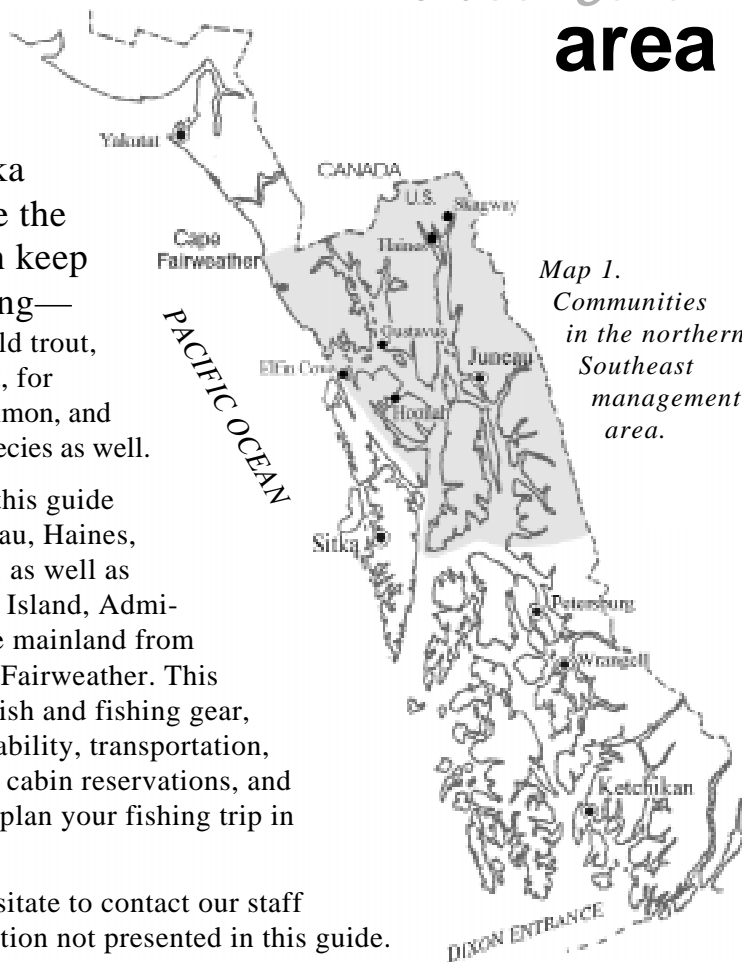 area
ka
e the
n keep
ing—
ld trout,
, for
mon, and
ecies as well.
this guide
au, Haines,
as well as
Island, Admi-
e mainland from
Fairweather. This
ish and fishing gear,
ability, transportation,
cabin reservations, and
plan your fishing trip in
sitate to contact our staff
tion not presented in this guide.
Map 1.
Communities
in the northern
Southeast
management
area.
Yakutat
CANADA
U.S.
Skagway
Haines
Cape
Fairweather
Gustavus
Elfin Cove
Juneau
Hoonah
PACIFIC OCEAN
Sitka
Petersburg
Wrangell
Ketchikan
DIXON ENTRANCE